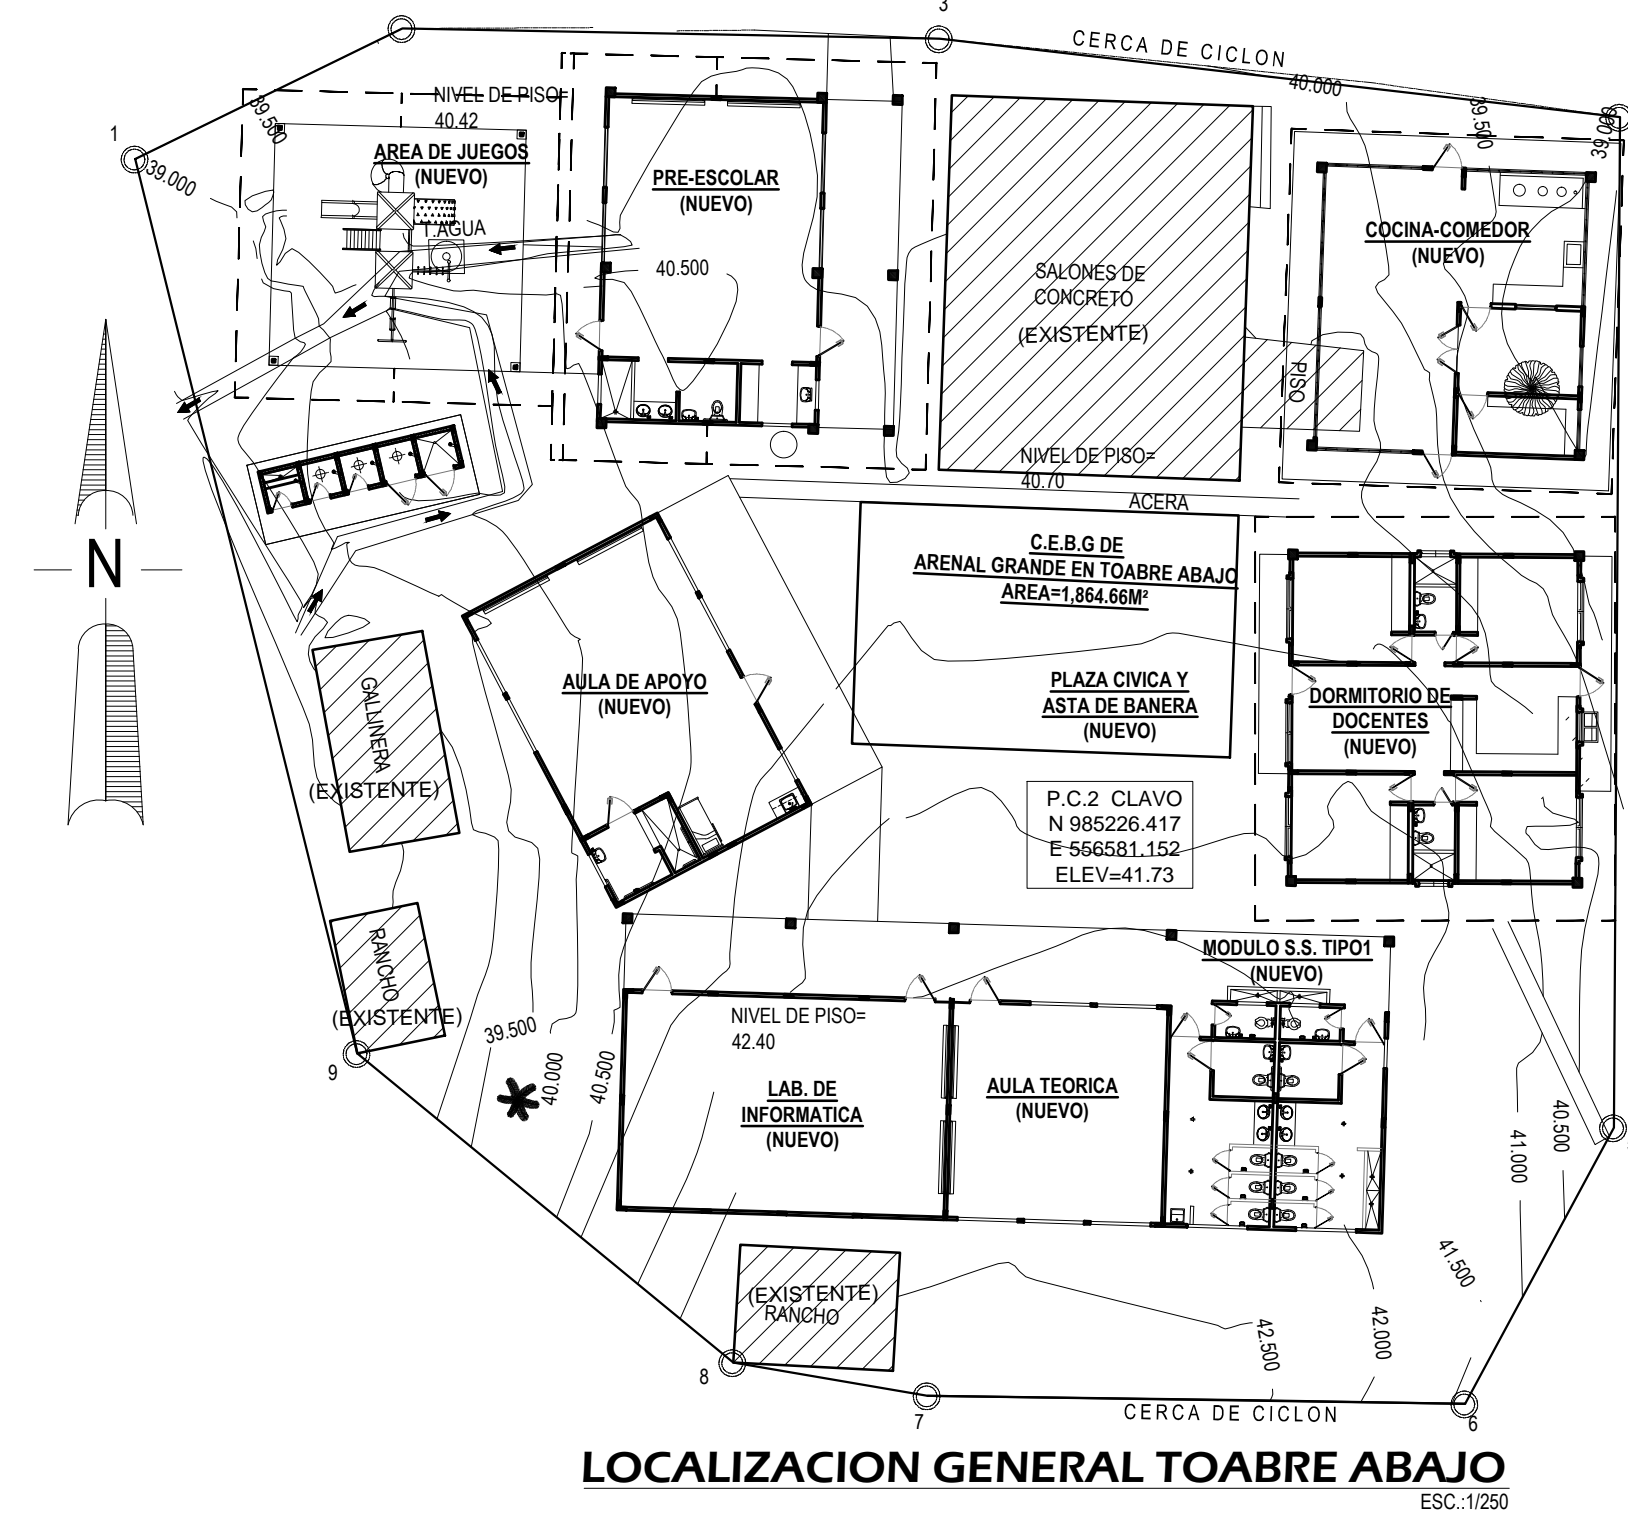 3
CERCA DE CICLON
40.000
39.500
39.000
39.500
NIVEL DE PISO=
40.42
AREA DE JUEGOS
(NUEVO)
1
39.000
PRE-ESCOLAR
(NUEVO)
T.AGUA
40.500
SALONES DE
CONCRETO
(EXISTENTE)
COCINA-COMEDOR
(NUEVO)
PISO
NIVEL DE PISO=
40.70
ACERA
N
C.E.B.G DE
ARENAL GRANDE EN TOABRE ABAJO
AREA=1,864.66M²
AULA DE APOYO
(NUEVO)
PLAZA CIVICA Y
ASTA DE BANERA
(NUEVO)
DORMITORIO DE
DOCENTES
(NUEVO)
GALLINERA
(EXISTENTE)
P.C.2 CLAVO
N 985226.417
E 556581.152
ELEV=41.73
RANCHO
(EXISTENTE)
MODULO S.S. TIPO1
(NUEVO)
NIVEL DE PISO=
42.40
39.500
40.000
40.500
9
LAB. DE
INFORMATICA
(NUEVO)
AULA TEORICA
(NUEVO)
40.500
41.000
41.500
42.000
42.500
(EXISTENTE)
RANCHO
8
7
CERCA DE CICLON
6
LOCALIZACION GENERAL TOABRE ABAJO
ESC.:1/250